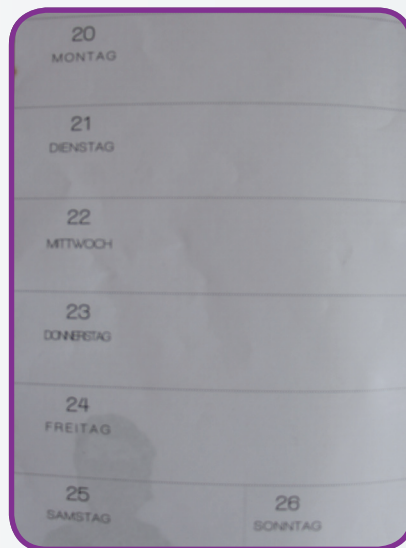 20
MONTAG
21
DIENSTAG
22
MITTWOCH
23
DONNERSTAG
24
FREITAG
25
SAMSTAG
26
SONNTAG